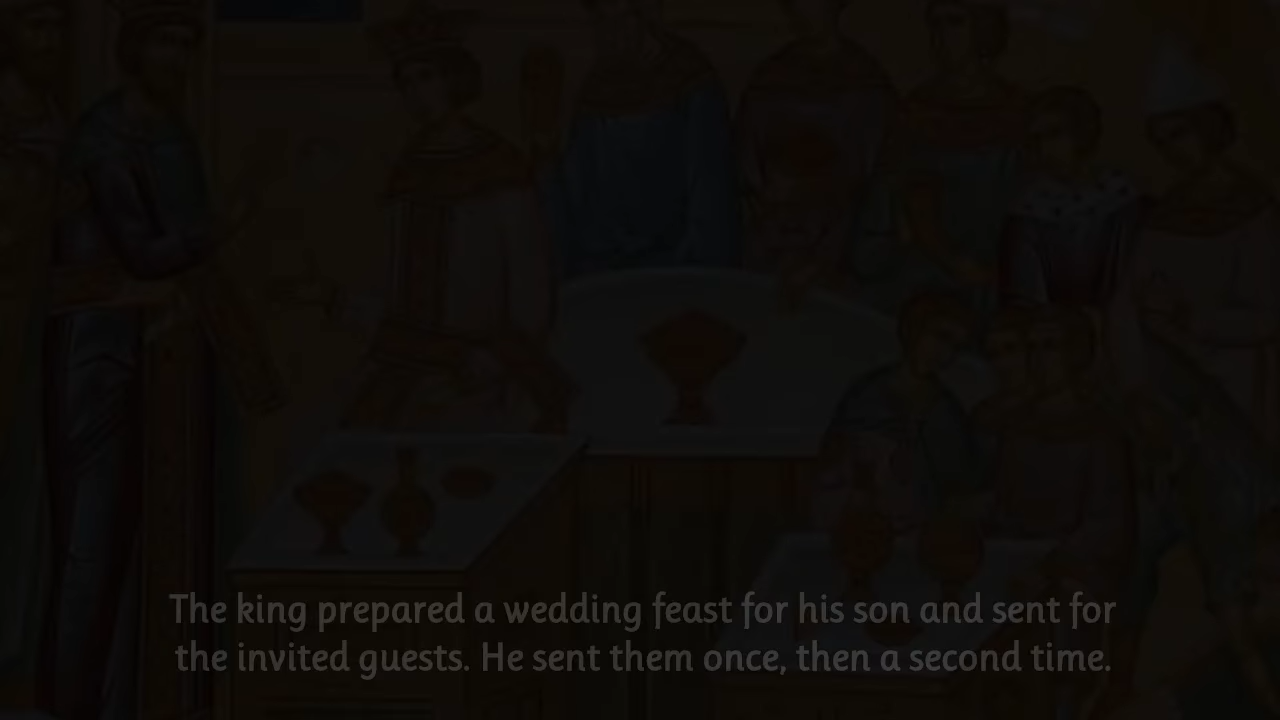 The king prepared a wedding feast for his son and sent for
the invited guests. He sent them once, then a second time.